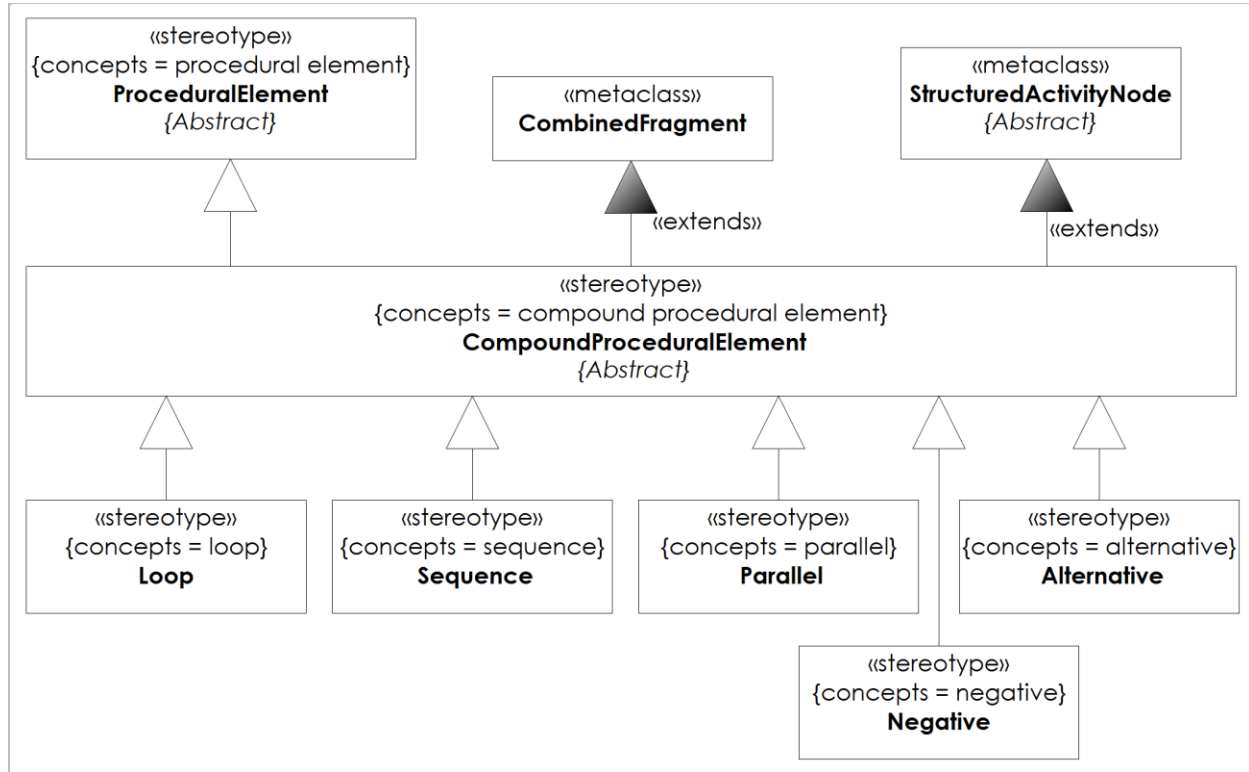 «stereotype»
{concepts = procedural element}
ProceduralElement
{Abstract}
«metaclass»
CombinedFragment
«metaclass»
StructuredActivityNode
{Abstract}
«extends»
«extends»
«stereotype»
{concepts = compound procedural element}
CompoundProceduralElement
{Abstract}
«stereotype»
{concepts = loop}
Loop
«stereotype»
{concepts = sequence}
Sequence
«stereotype»
{concepts = parallel}
Parallel
«stereotype»
{concepts = alternative}
Alternative
«stereotype»
{concepts = negative}
Negative